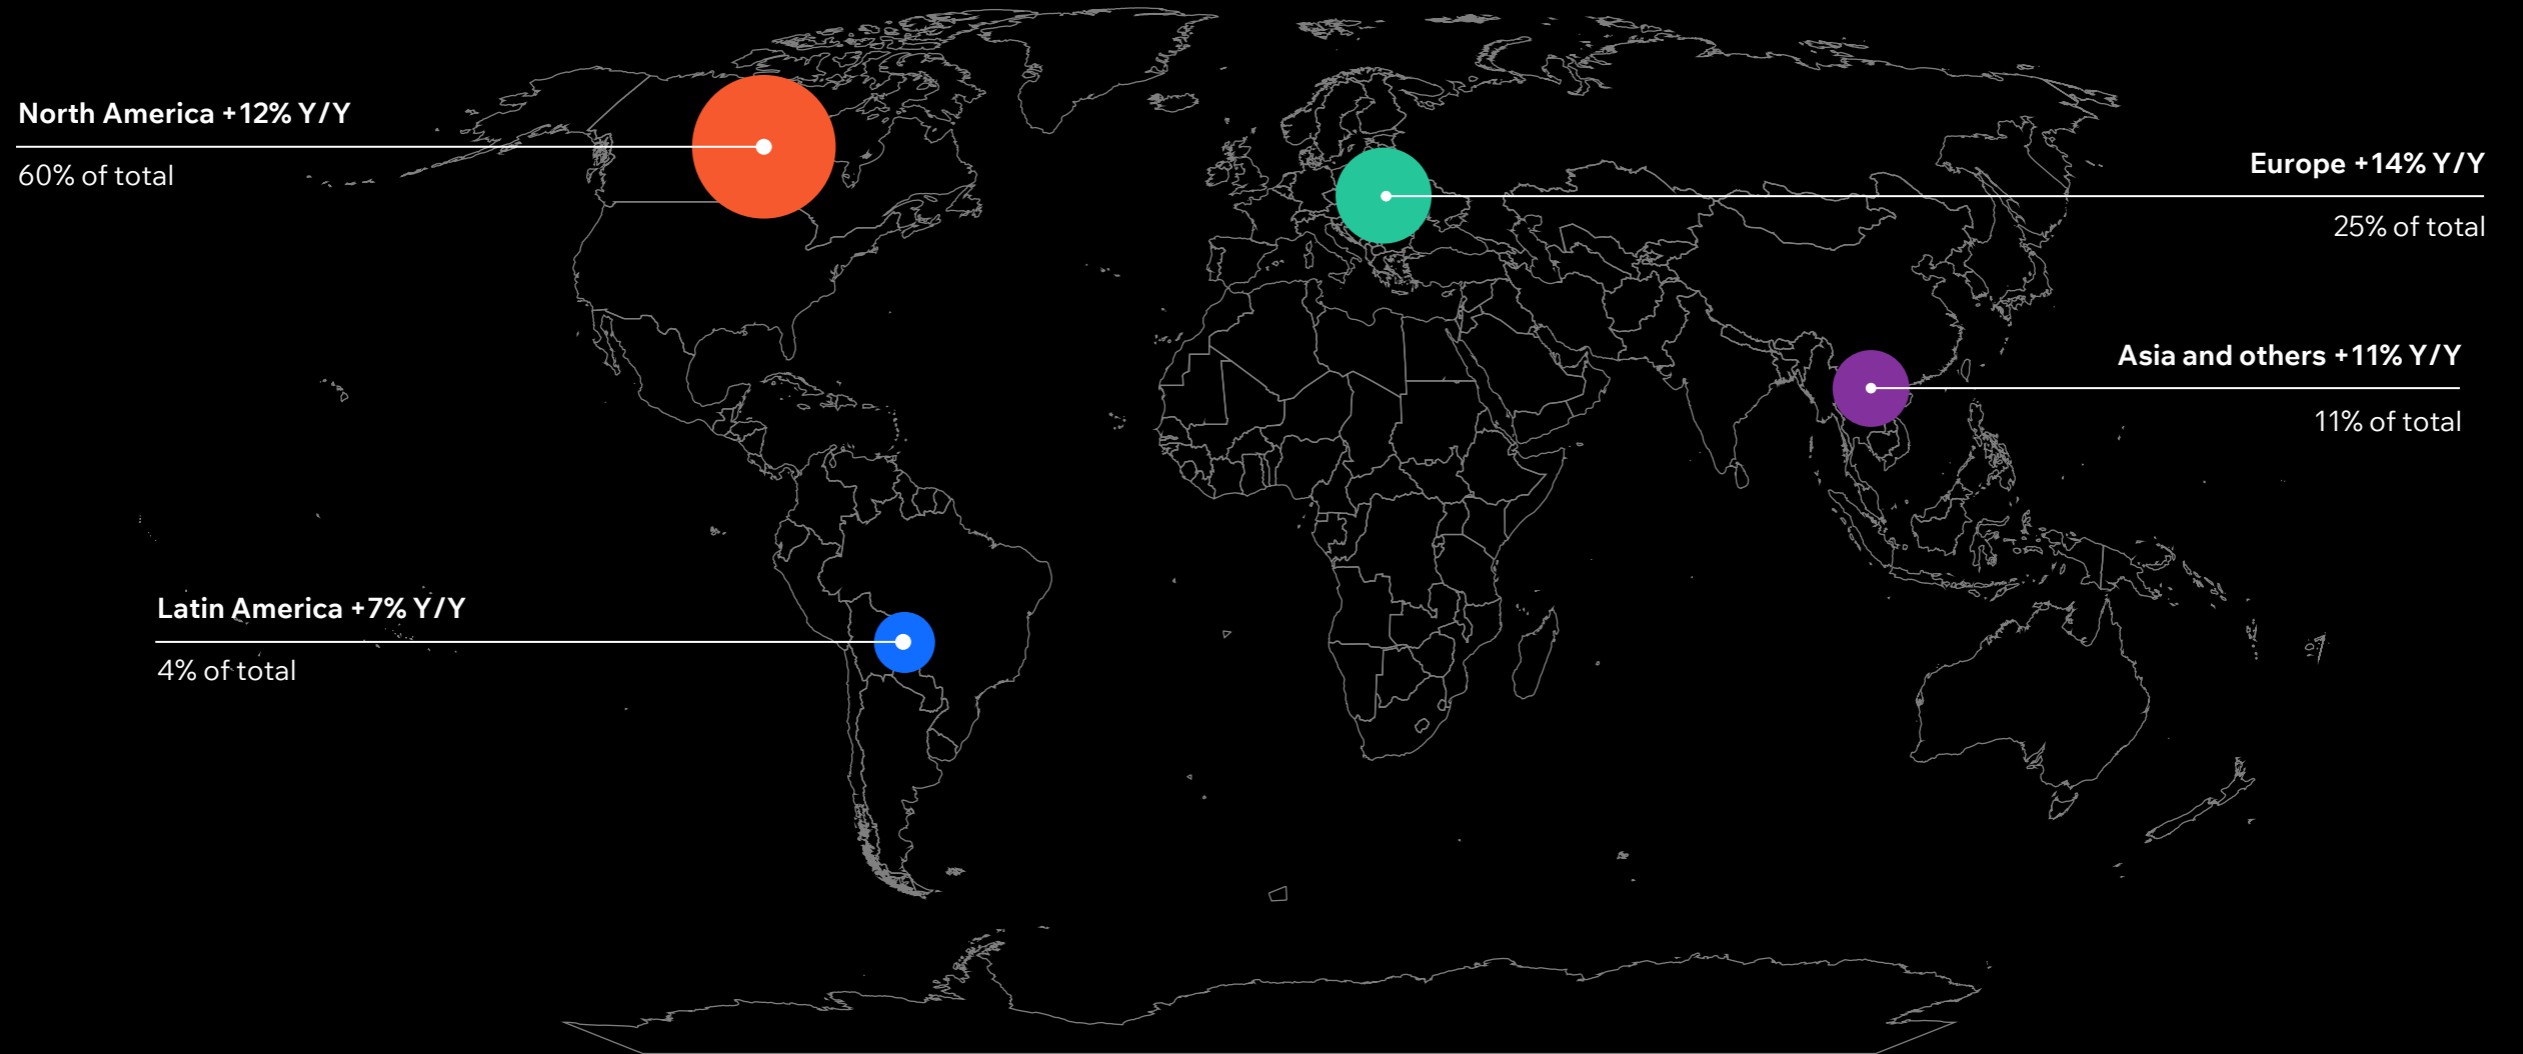 North America +12% Y/Y
60% of total
Europe +14% Y/Y
25% of total
Asia and others +11% Y/Y
11% of total
Latin America +7% Y/Y
4% of total